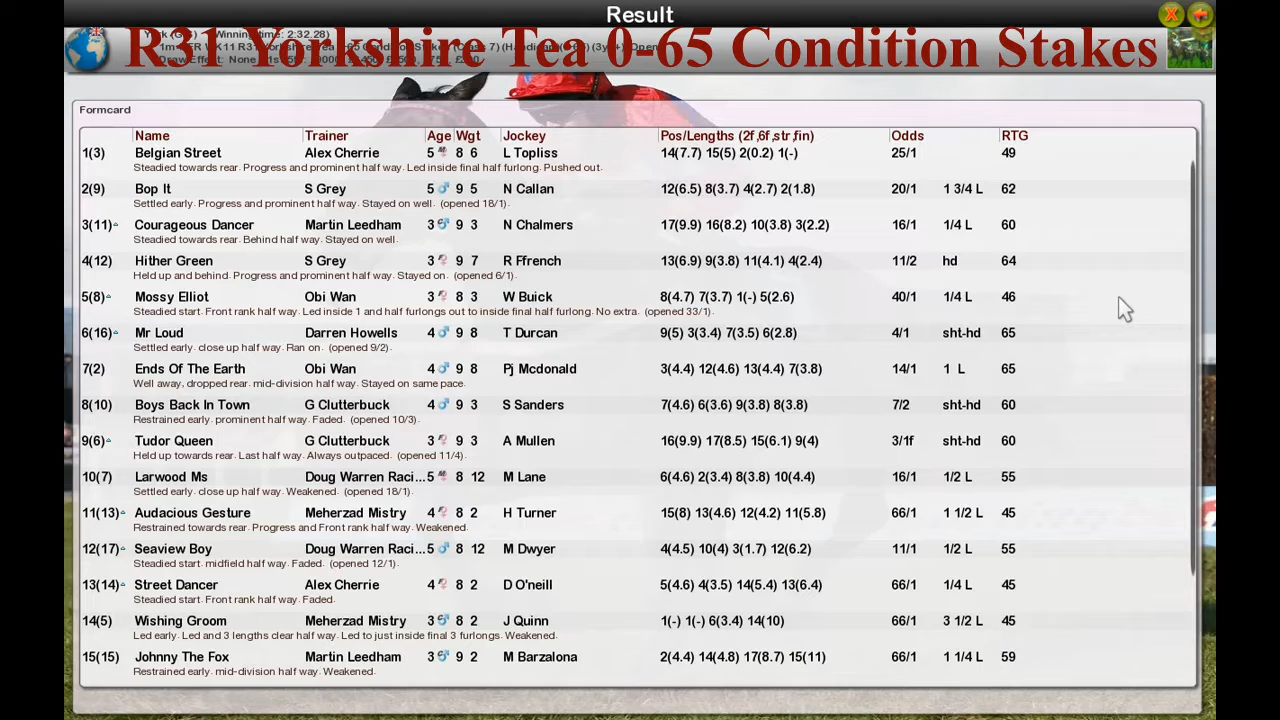 Result
R31 Yorkshire Tea 0-65 Condition Stakes
Formcard
Name Trainer Age Wgt Jockey Pos/Lengths (2f,6f,str,fin) Odds RTG
1(3) Belgian Street Alex Cherrie 5 8 6 L Topliss 14(7.7) 15(5) 2(0.2) 1(-) 25/1 49
Steadied towards rear. Progress and prominent half way. Led inside final half furlong. Pushed out.
2(9) Bop It S Grey 5 9 5 N Callan 12(6.5) 8(3.7) 4(2.7) 2(1.8) 20/1 1 3/4 L 62
Settled early. Progress and prominent half way. Stayed on well. (opened 18/1).
3(11) Courageous Dancer Martin Leedham 3 9 3 N Chalmers 17(9.9) 16(8.2) 10(3.8) 3(2.2) 16/1 1/4 L 60
Steadied towards rear. Behind half way. Stayed on well.
4(12) Hither Green S Grey 3 9 7 R Ffrench 13(6.9) 9(3.8) 11(4.1) 4(2.4) 11/2 hd 64
Held up and behind. Progress and prominent half way. Stayed on. (opened 6/1).
5(8) Mossy Elliot Obi Wan 3 8 3 W Buick 8(4.7) 7(3.7) 1(-) 5(2.6) 40/1 1/4 L 46
Steadied start. Front rank half way. Led inside 1 and half furlongs out to inside final half furlong. No extra. (opened 33/1).
6(16) Mr Loud Darren Howells 4 9 8 T Durcan 9(5) 3(3.4) 7(3.5) 6(2.8) 4/1 sht-hd 65
Settled early. close up half way. Ran on. (opened 9/2).
7(2) Ends Of The Earth Obi Wan 4 9 8 Pj Mcdonald 3(4.4) 12(4.6) 13(4.4) 7(3.8) 14/1 1 L 65
Well away, dropped rear. mid-division half way. Stayed on same pace.
8(10) Boys Back In Town G Clutterbuck 4 9 3 S Sanders 7(4.6) 6(3.6) 9(3.8) 8(3.8) 7/2 sht-hd 60
Restrained early. prominent half way. Faded. (opened 10/3).
9(6) Tudor Queen G Clutterbuck 3 9 3 A Mullen 16(9.9) 17(8.5) 15(6.1) 9(4) 3/1f sht-hd 60
Held up towards rear. Last half way. Always outpaced. (opened 11/4).
10(7) Larwood Ms Doug Warren Raci... 5 8 12 M Lane 6(4.6) 2(3.4) 8(3.8) 10(4.4) 16/1 1/2 L 55
Settled early. close up half way. Weakened. (opened 18/1).
11(13) Audacious Gesture Meherzad Mistry 4 8 2 H Turner 15(8) 13(4.6) 12(4.2) 11(5.8) 66/1 1 1/2 L 45
Restrained towards rear. Progress and Front rank half way. Weakened.
12(17) Seaview Boy Doug Warren Raci... 5 8 12 M Dwyer 4(4.5) 10(4) 3(1.7) 12(6.2) 11/1 1/2 L 55
Steadied start. midfield half way. Faded. (opened 12/1).
13(14) Street Dancer Alex Cherrie 4 8 2 D O'neill 5(4.6) 4(3.5) 14(5.4) 13(6.4) 66/1 1/4 L 45
Steadied start. Front rank half way. Faded.
14(5) Wishing Groom Meherzad Mistry 3 8 2 J Quinn 1(-) 1(-) 6(3.4) 14(10) 66/1 3 1/2 L 45
Led early. Led and 3 lengths clear half way. Led to just inside final 3 furlongs. Weakened.
15(15) Johnny The Fox Martin Leedham 3 9 2 M Barzalona 2(4.4) 14(4.8) 17(8.7) 15(11) 66/1 1 1/4 L 59
Restrained early. mid-division half way. Weakened.